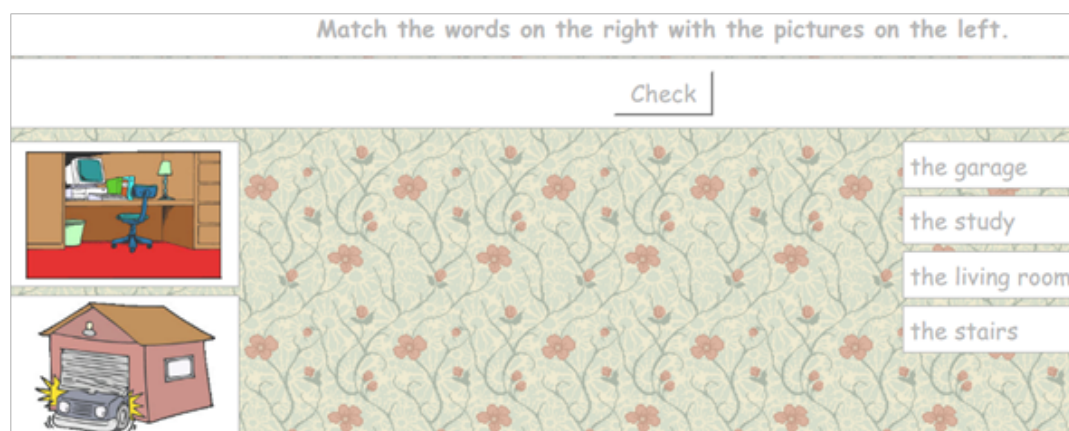 Match the words on the right with the pictures on the left.
Check
the garage
the study
the living room
the stairs